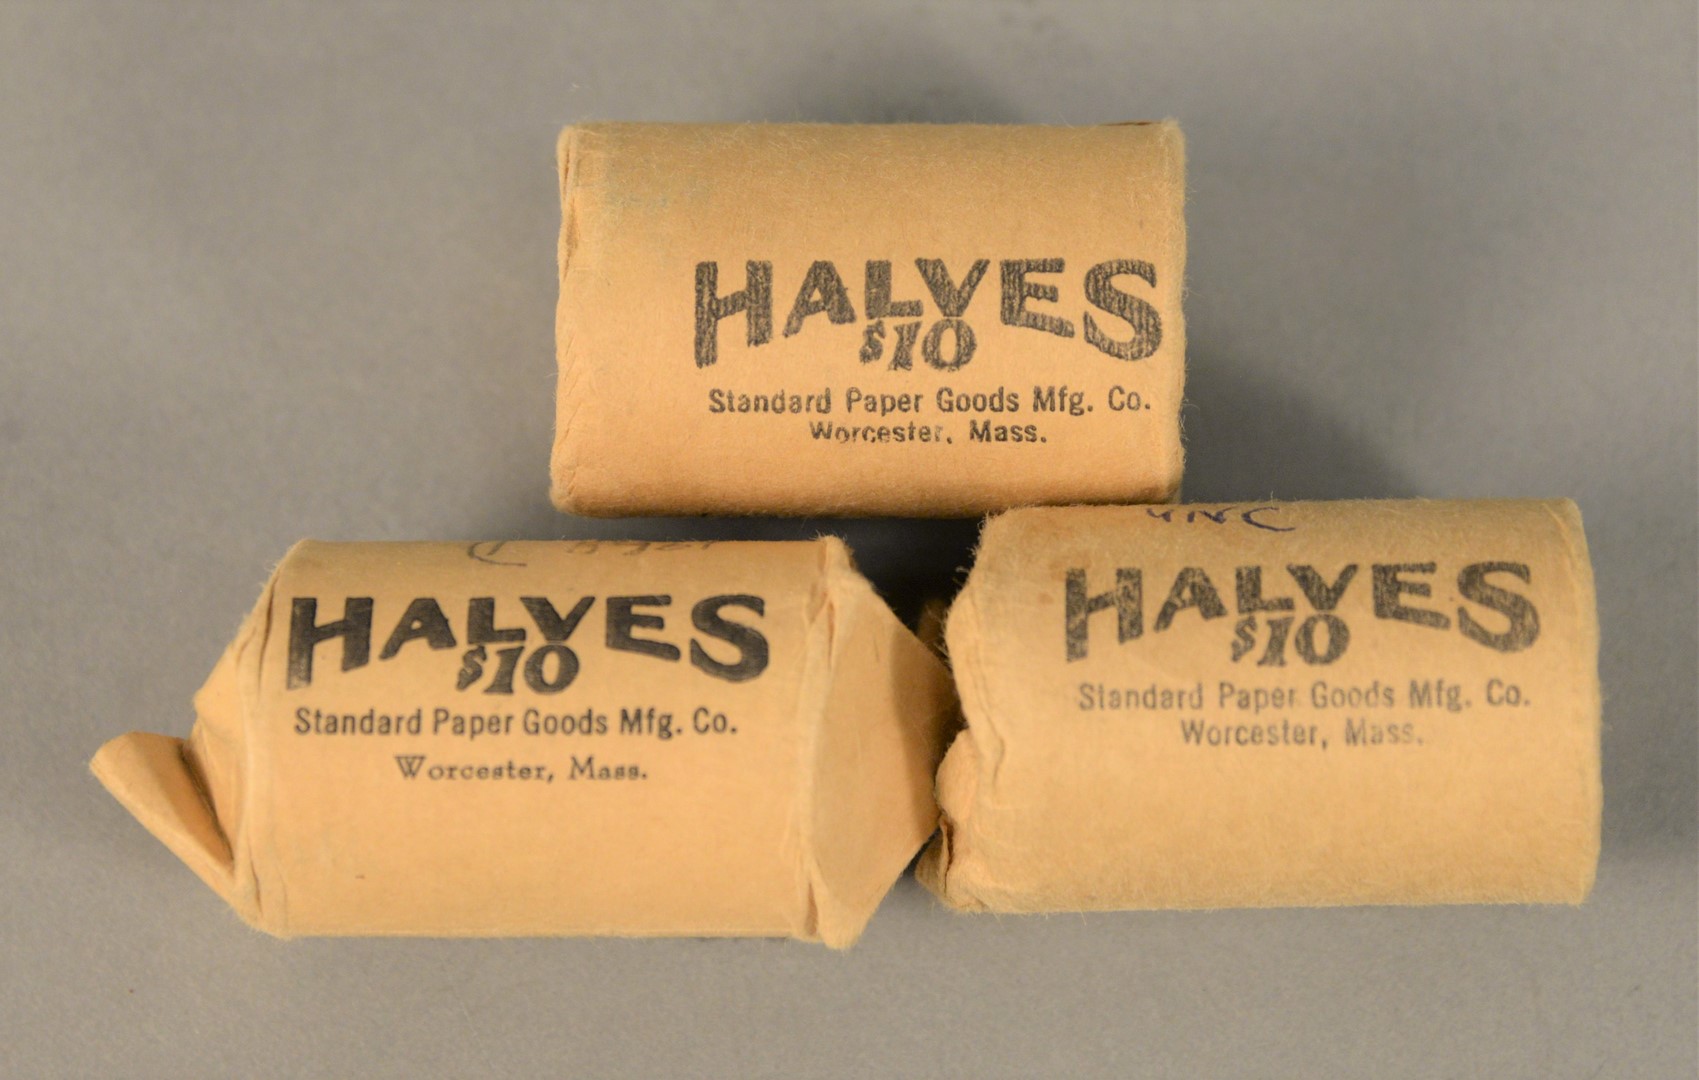 HALVES
$10
Standard Paper Goods Mfg. Co.
Worcester, Mass.
HALVES
$10
Standard Paper Goods Mfg. Co.
Worcester, Mass.
UNC
HALVES
$10
Standard Paper Goods Mfg. Co.
Worcester, Mass.